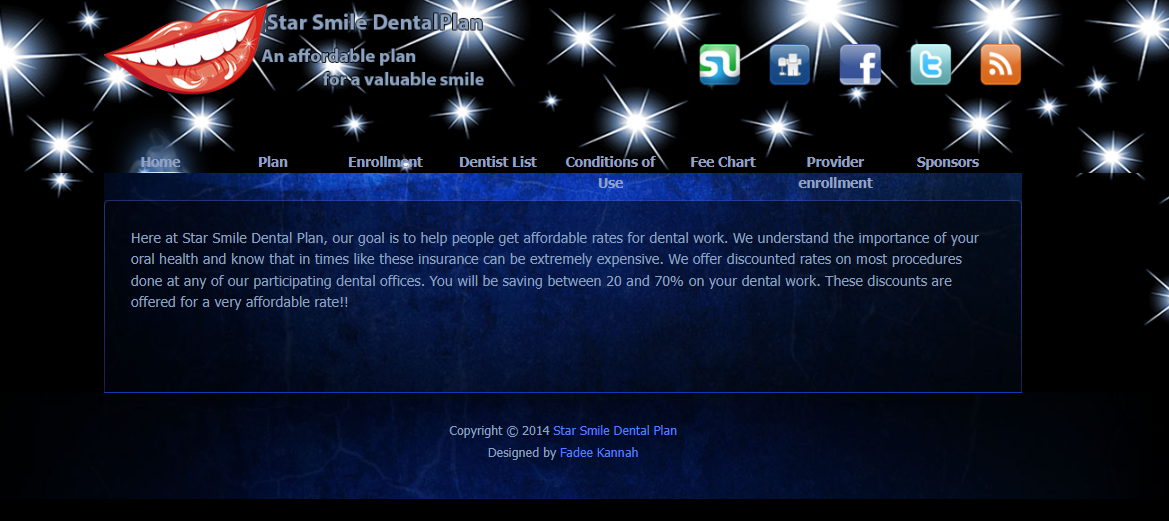 Star Smile DentalPlan
An affordable plan
for a valuable smile
Home Plan Enrollment Dentist List Conditions of Use Fee Chart Provider enrollment Sponsors
Here at Star Smile Dental Plan, our goal is to help people get affordable rates for dental work. We understand the importance of your
oral health and know that in times like these insurance can be extremely expensive. We offer discounted rates on most procedures
done at any of our participating dental offices. You will be saving between 20 and 70% on your dental work. These discounts are
offered for a very affordable rate!!
Copyright © 2014 Star Smile Dental Plan
Designed by Fadee Kannah